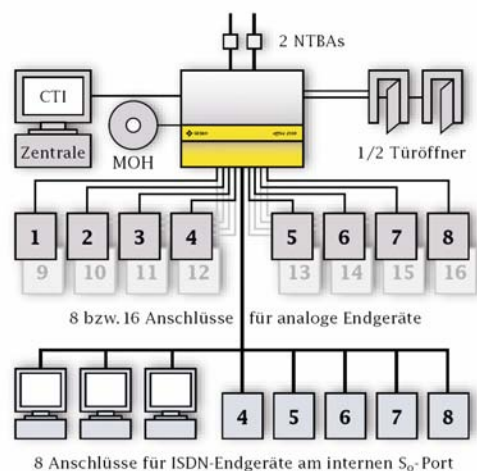 2 NTBAs
CTI
Zentrale
MOH
1/2 Türöffner
1 2 3 4 5 6 7 8
9 10 11 12 13 14 15 16
8 bzw. 16 Anschlüsse für analoge Endgeräte
4 5 6 7 8
8 Anschlüsse für ISDN-Endgeräte am internen S₀-Port